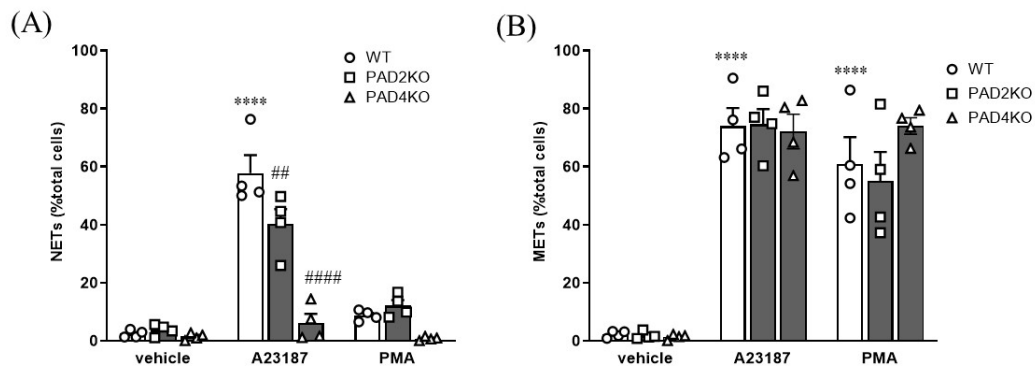 (A)
100
80
60
40
20
0
NETs (%total cells)
****
##
####
WT
PAD2KO
PAD4KO
vehicle
A23187
PMA
(B)
100
80
60
40
20
0
METs (%total cells)
****
****
WT
PAD2KO
PAD4KO
vehicle
A23187
PMA